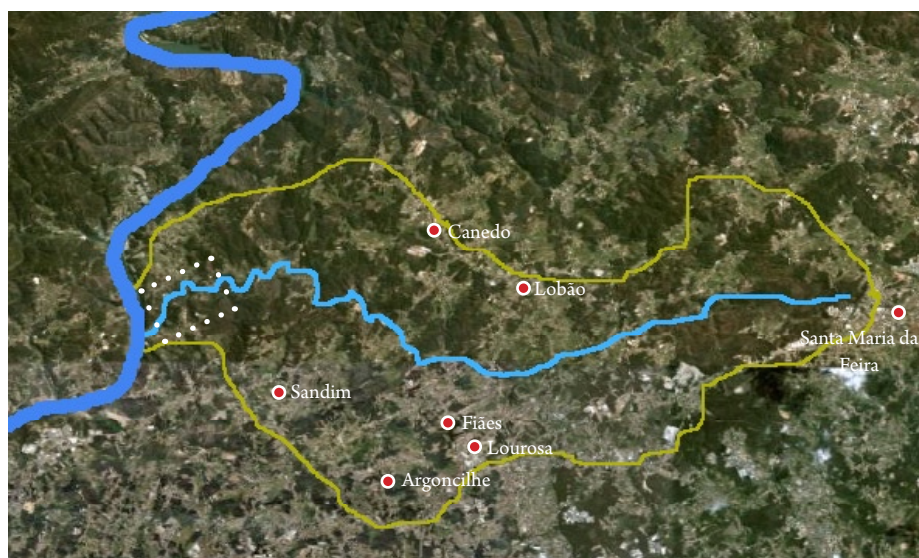 Canedo
Lobão
Santa Maria da
Feira
Sandim
Fiães
Lourosa
Argoncilhe